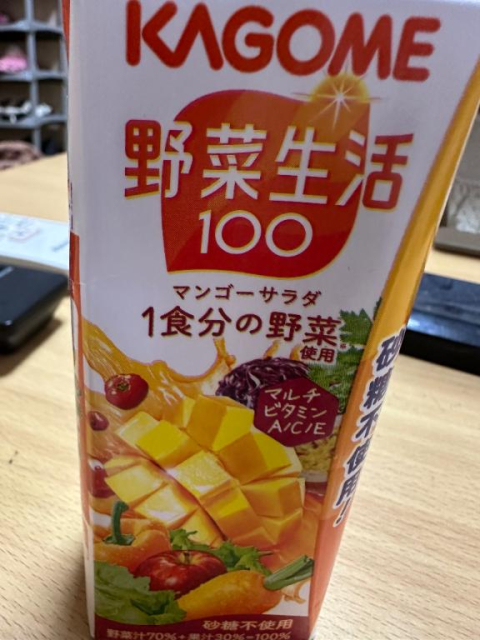 KAGOME
野菜生活
100
マンゴーサラダ
1食分の野菜
使用
マルチ
ビタミン
A/C/E
砂糖不使用!
砂糖不使用
野菜汁70%+果汁30%=100%